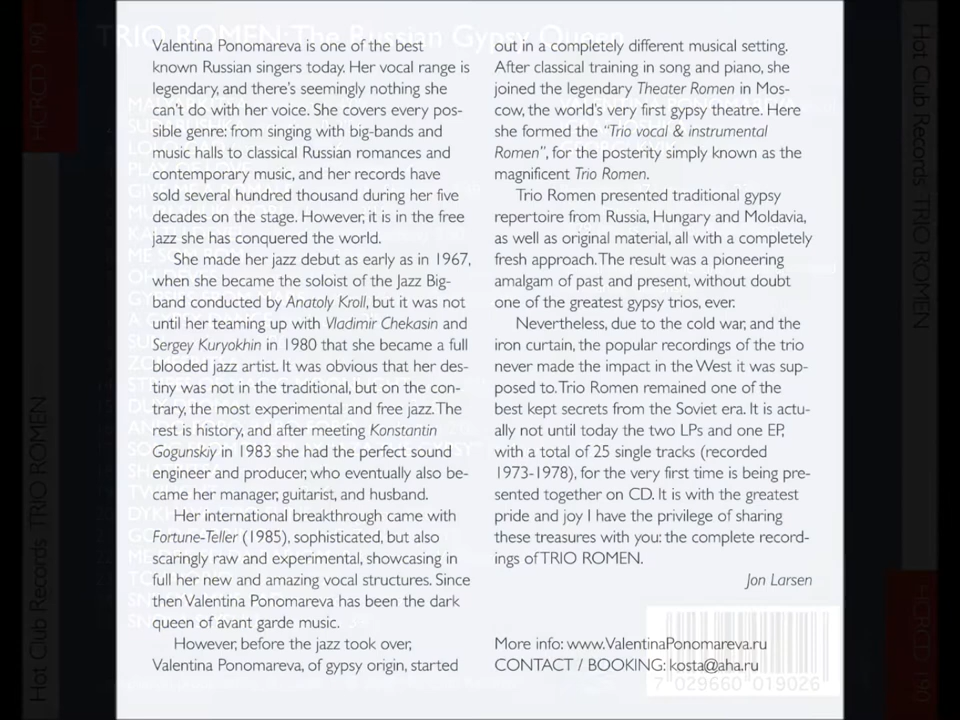 TRIO ROMEN: The Russian Gypsy Queen
Valentina Ponomareva is one of the best
known Russian singers today. Her vocal range is
legendary, and there's seemingly nothing she
can't do with her voice. She covers every pos-
sible genre: from singing with big-bands and
music halls to classical Russian romances and
contemporary music, and her records have
sold several hundred thousand during her five
decades on the stage. However, it is in the free
jazz she has conquered the world.
She made her jazz debut as early as in 1967,
when she became the soloist of the Jazz Big-
band conducted by Anatoly Kroll, but it was not
until her teaming up with Vladimir Chekasin and
Sergey Kuryokhin in 1980 that she became a full
blooded jazz artist. It was obvious that her des-
tiny was not in the traditional, but on the con-
trary, the most experimental and free jazz. The
rest is history, and after meeting Konstantin
Gogunskiy in 1983 she had the perfect sound
engineer and producer, who eventually also be-
came her manager, guitarist, and husband.
Her international breakthrough came with
Fortune-Teller (1985), sophisticated, but also
scaringly raw and experimental, showcasing in
full her new and amazing vocal structures. Since
then Valentina Ponomareva has been the dark
queen of avant garde music.
However, before the jazz took over,
Valentina Ponomareva, of gypsy origin, started
out in a completely different musical setting.
After classical training in song and piano, she
joined the legendary Theater Romen in Mos-
cow, the world's very first gypsy theatre. Here
she formed the "Trio vocal & instrumental
Romen", for the posterity simply known as the
magnificent Trio Romen.
Trio Romen presented traditional gypsy
repertoire from Russia, Hungary and Moldavia,
as well as original material, all with a completely
fresh approach. The result was a pioneering
amalgam of past and present, without doubt
one of the greatest gypsy trios, ever.
Nevertheless, due to the cold war, and the
iron curtain, the popular recordings of the trio
never made the impact in the West it was sup-
posed to. Trio Romen remained one of the
best kept secrets from the Soviet era. It is actu-
ally not until today the two LPs and one EP,
with a total of 25 single tracks (recorded
1973-1978), for the very first time is being pre-
sented together on CD. It is with the greatest
pride and joy I have the privilege of sharing
these treasures with you: the complete record-
ings of TRIO ROMEN.
Jon Larsen
More info: www.ValentinaPonomareva.ru
CONTACT / BOOKING: kosta@aha.ru
7 029660 019026
HCRCD 190
Hot Club Records TRIO ROMEN
Hot Club Records TRIO ROMEN
HCRCD 190